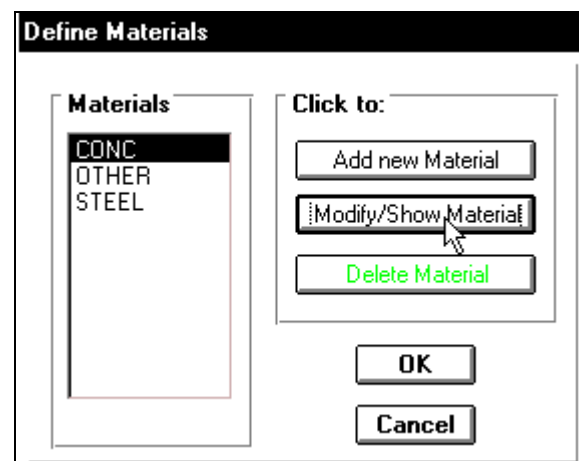 Define Materials
Materials
CONC
OTHER
STEEL
Click to:
Add new Material
Modify/Show Material
Delete Material
OK
Cancel